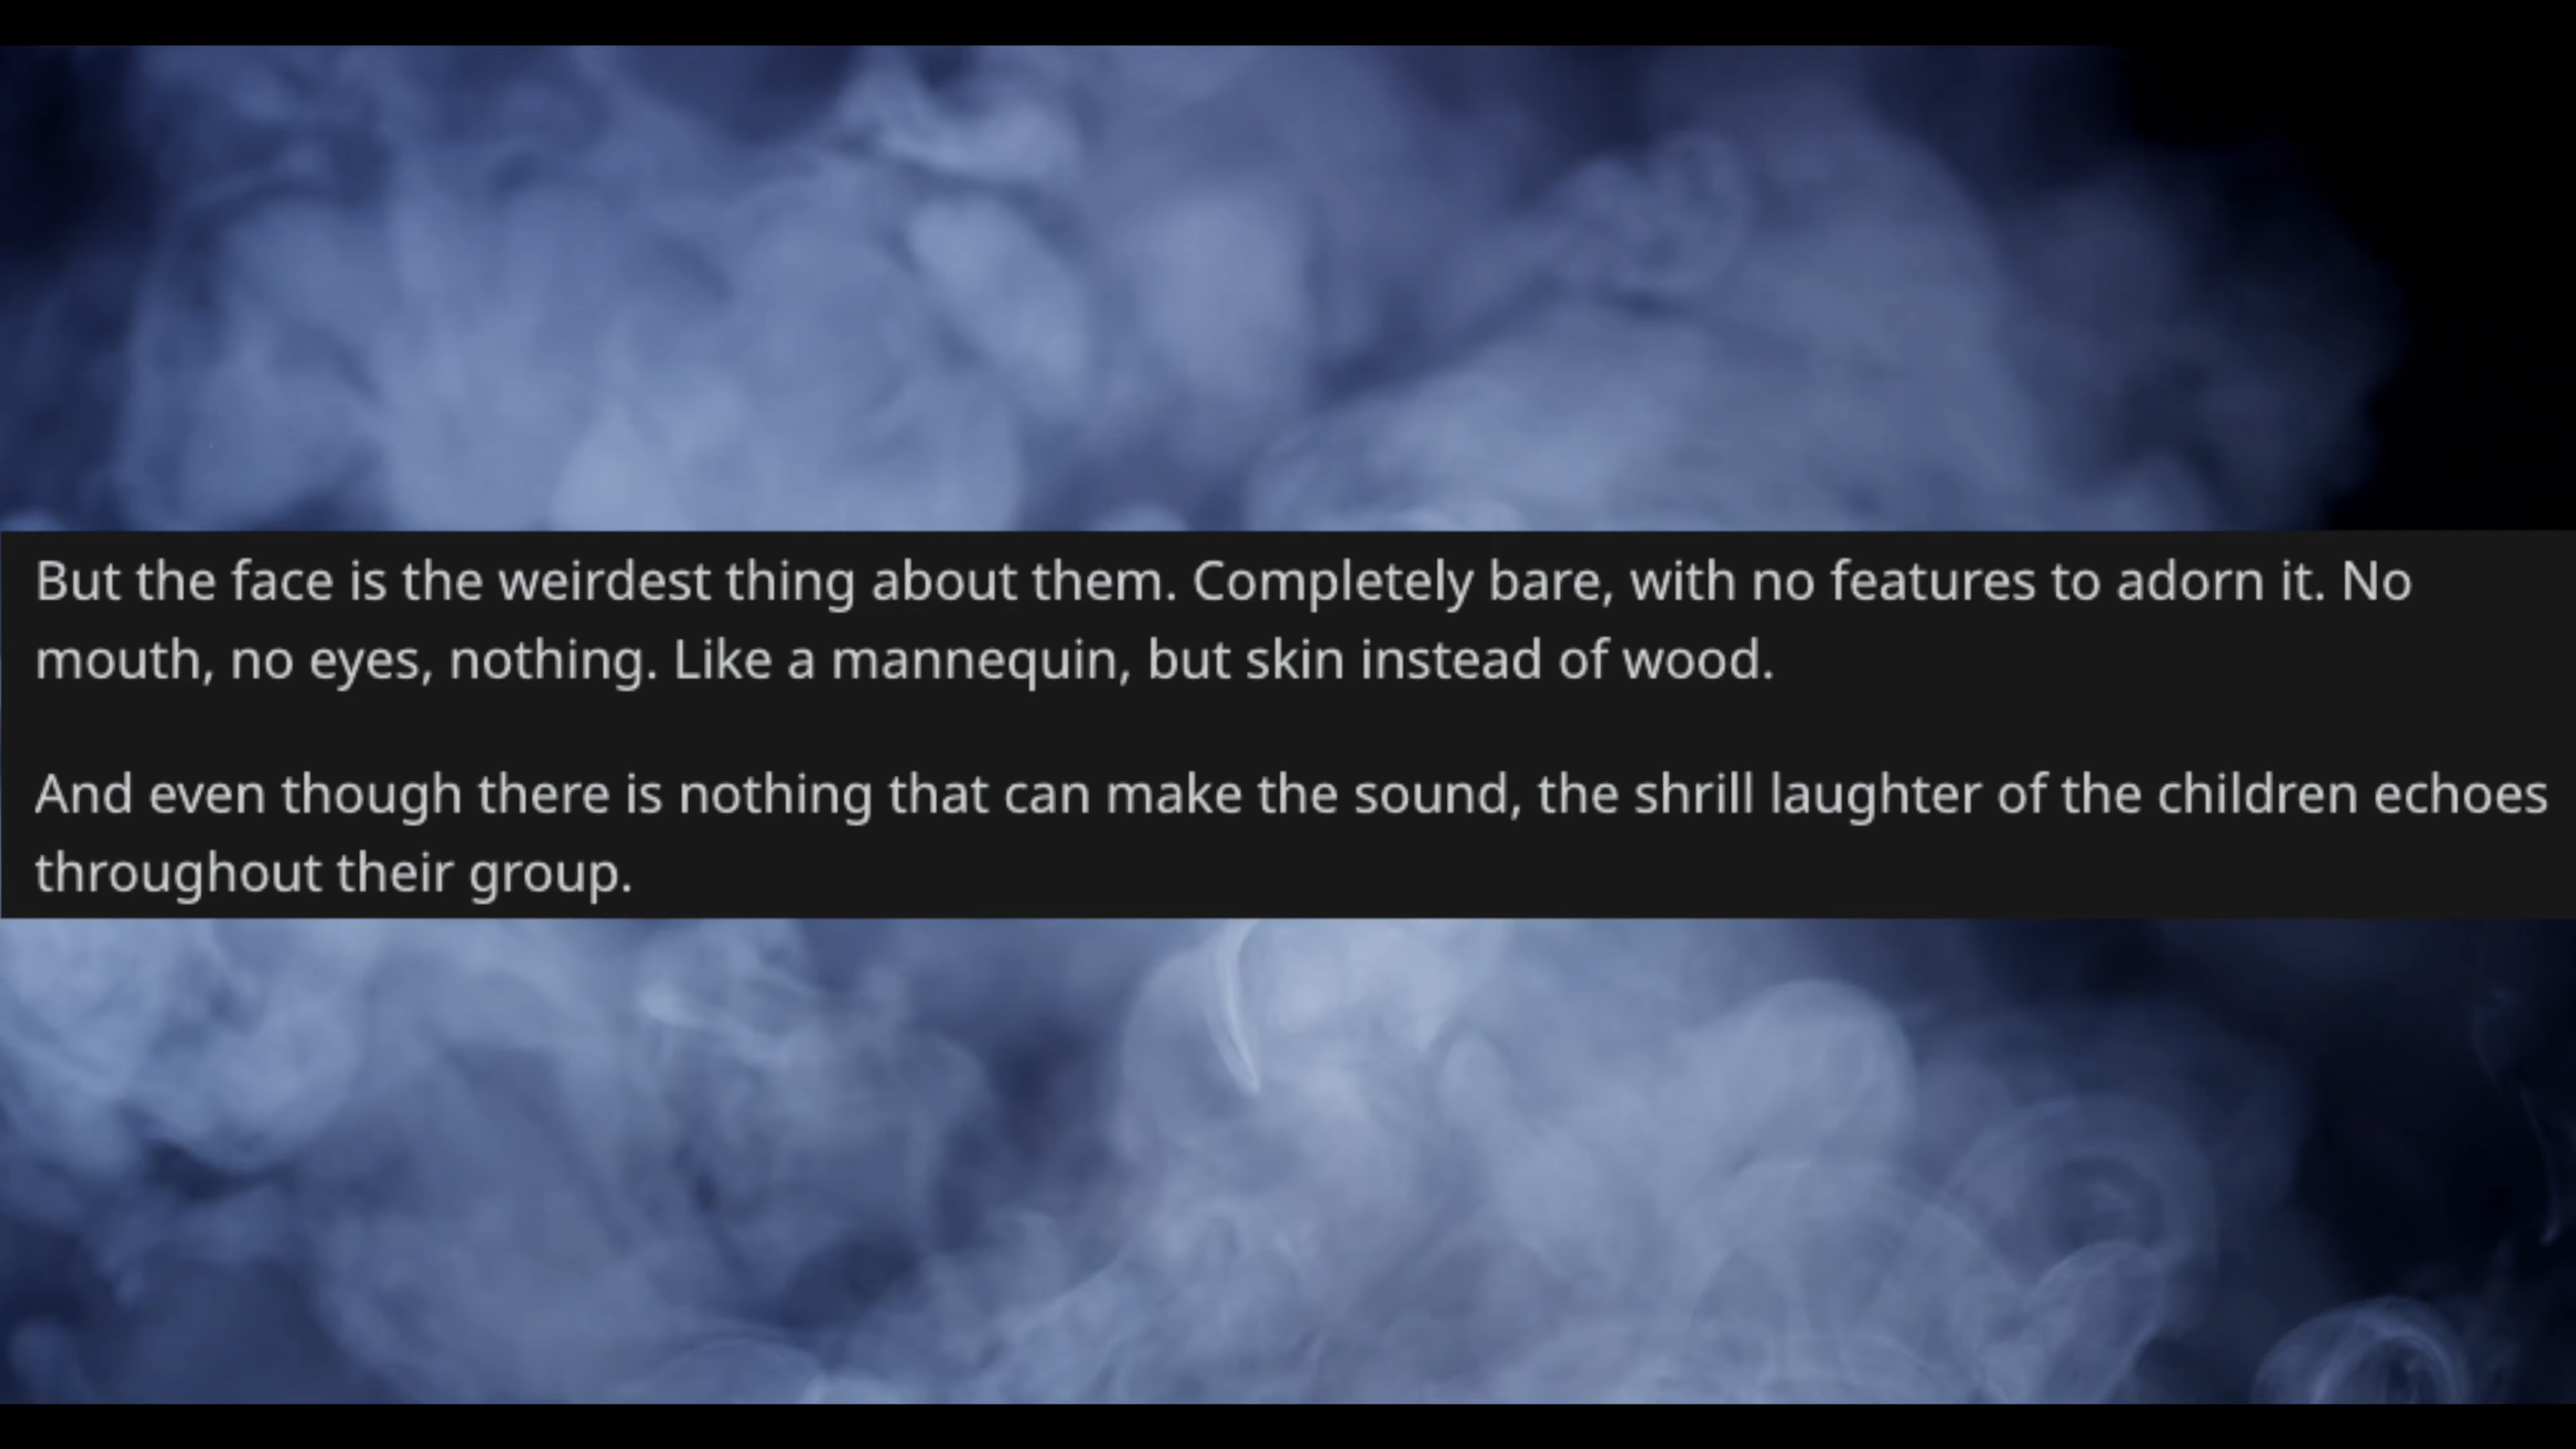 But the face is the weirdest thing about them. Completely bare, with no features to adorn it. No
mouth, no eyes, nothing. Like a mannequin, but skin instead of wood.
And even though there is nothing that can make the sound, the shrill laughter of the children echoes
throughout their group.